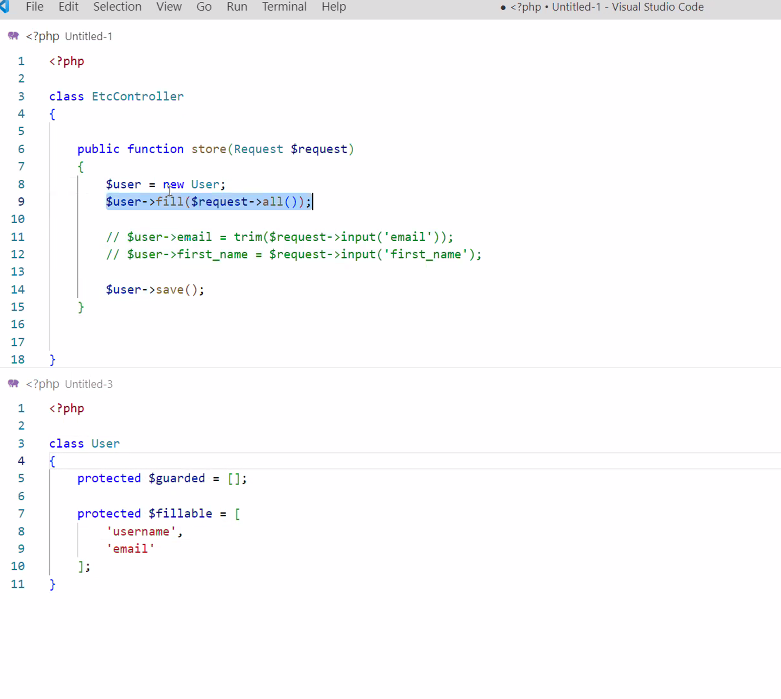 File Edit Selection View Go Run Terminal Help ● <?php • Untitled-1 - Visual Studio Code
<?php Untitled-1
1 <?php
2
3 class EtcController
4 {
5
6 public function store(Request $request)
7 {
8 $user = new User;
9 $user->fill($request->all());
10
11 // $user->email = trim($request->input('email'));
12 // $user->first_name = $request->input('first_name');
13
14 $user->save();
15 }
16
17
18 }
<?php Untitled-3
1 <?php
2
3 class User
4 {
5 protected $guarded = [];
6
7 protected $fillable = [
8 'username',
9 'email'
10 ];
11 }